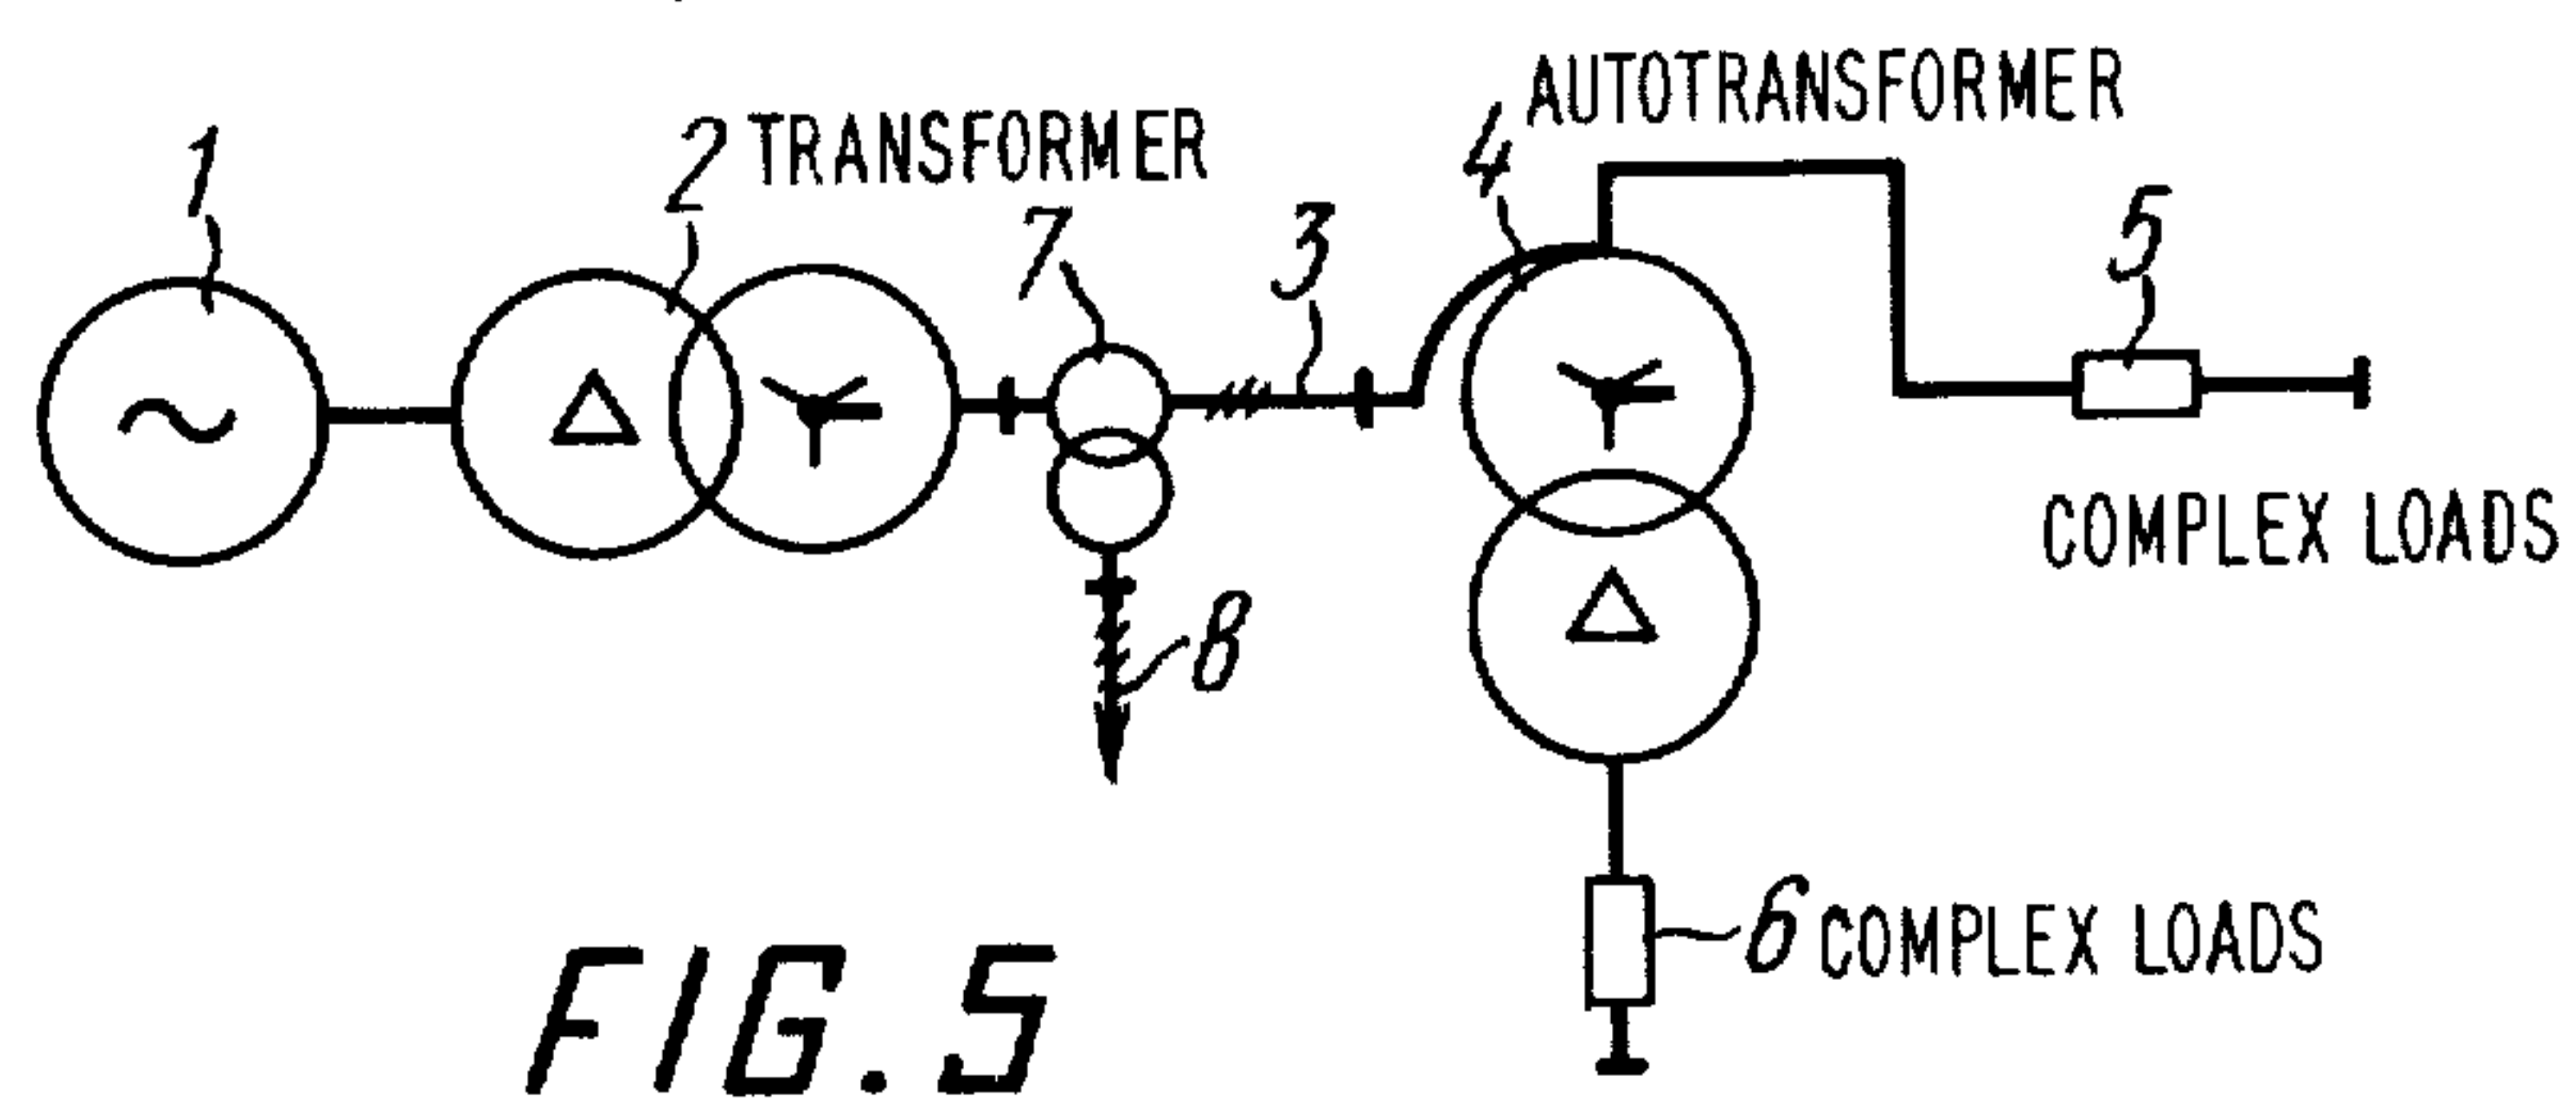 1
2 TRANSFORMER
7
3
4 AUTOTRANSFORMER
5
COMPLEX LOADS
8
6 COMPLEX LOADS
FIG. 5